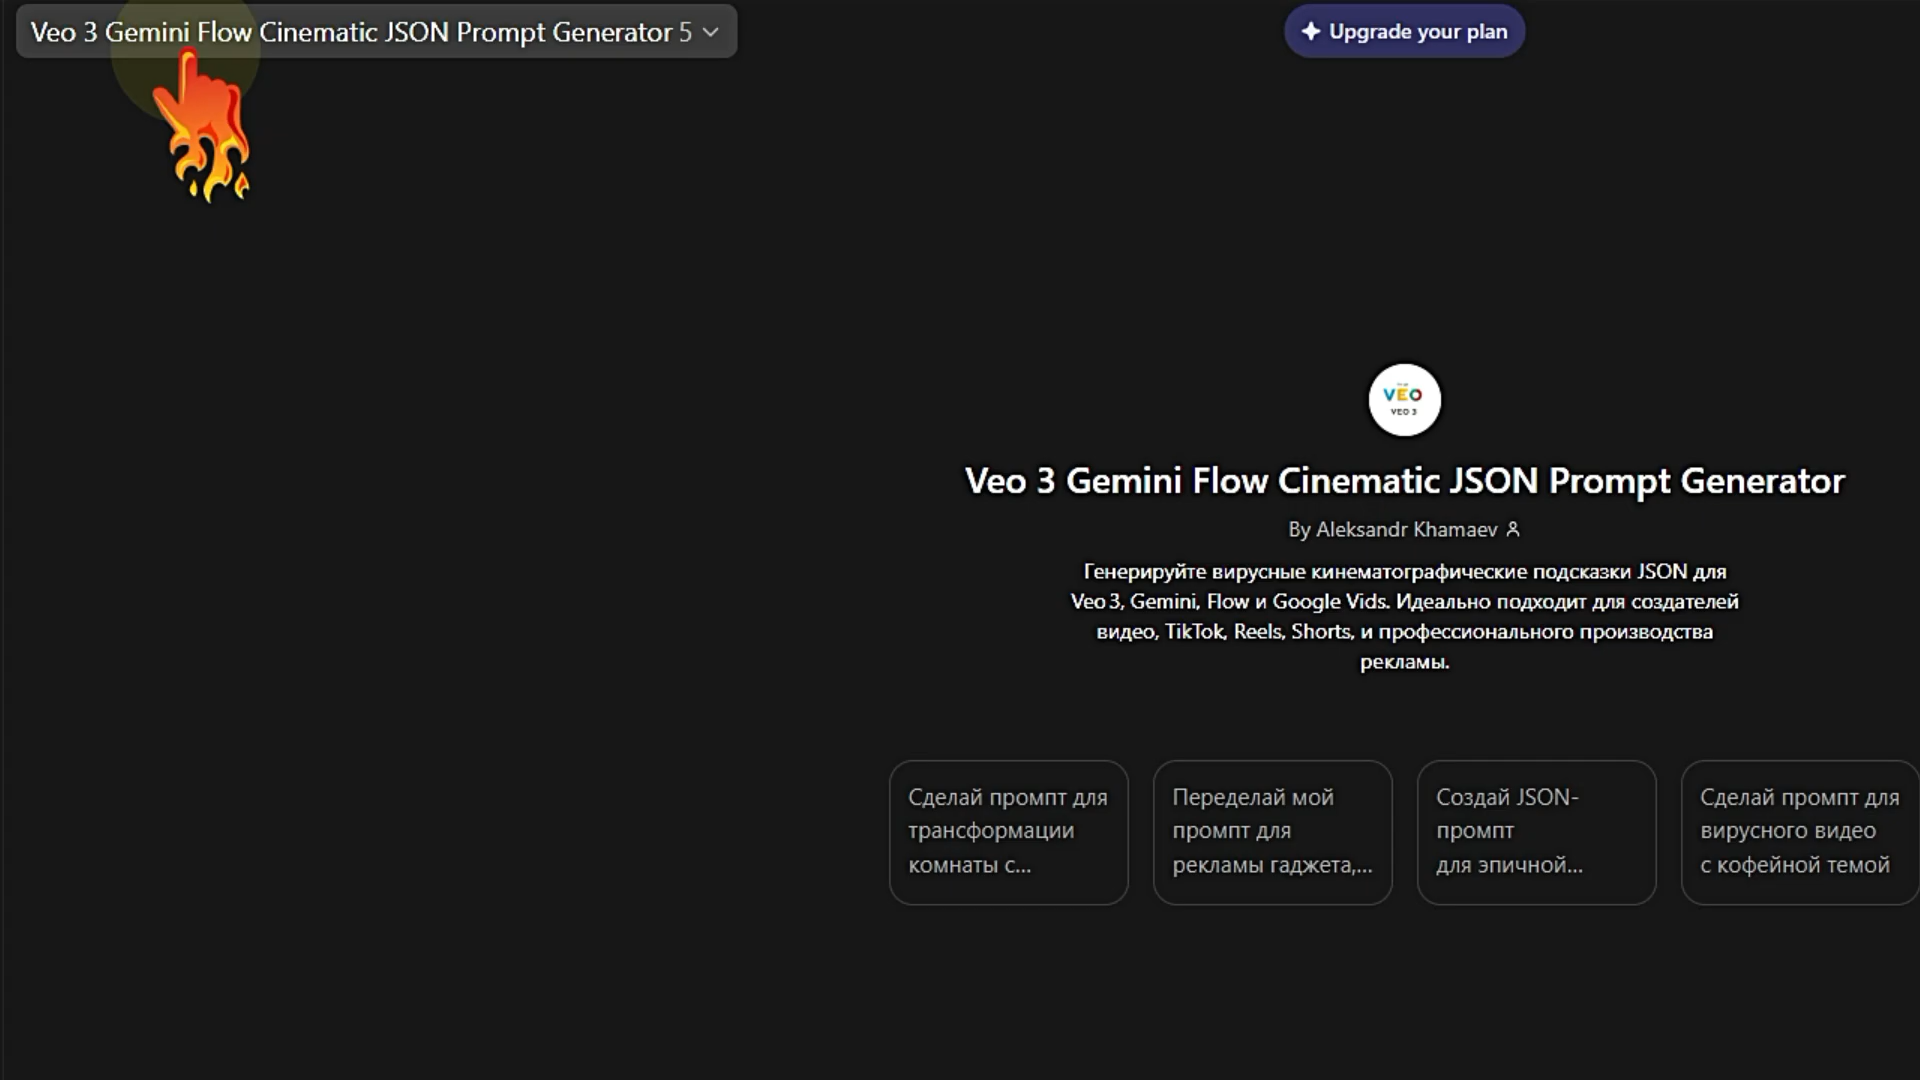 Veo 3 Gemini Flow Cinematic JSON Prompt Generator 5
Upgrade your plan
VEO
VEO 3
Veo 3 Gemini Flow Cinematic JSON Prompt Generator
By Aleksandr Khamaev
Генерируйте вирусные кинематографические подсказки JSON для
Veo 3, Gemini, Flow и Google Vids. Идеально подходит для создателей
видео, TikTok, Reels, Shorts, и профессионального производства
рекламы.
Сделай промпт для
трансформации
комнаты с...
Переделай мой
промпт для
рекламы гаджета,...
Создай JSON-
промпт
для эпичной...
Сделай промпт для
вирусного видео
с кофейной темой